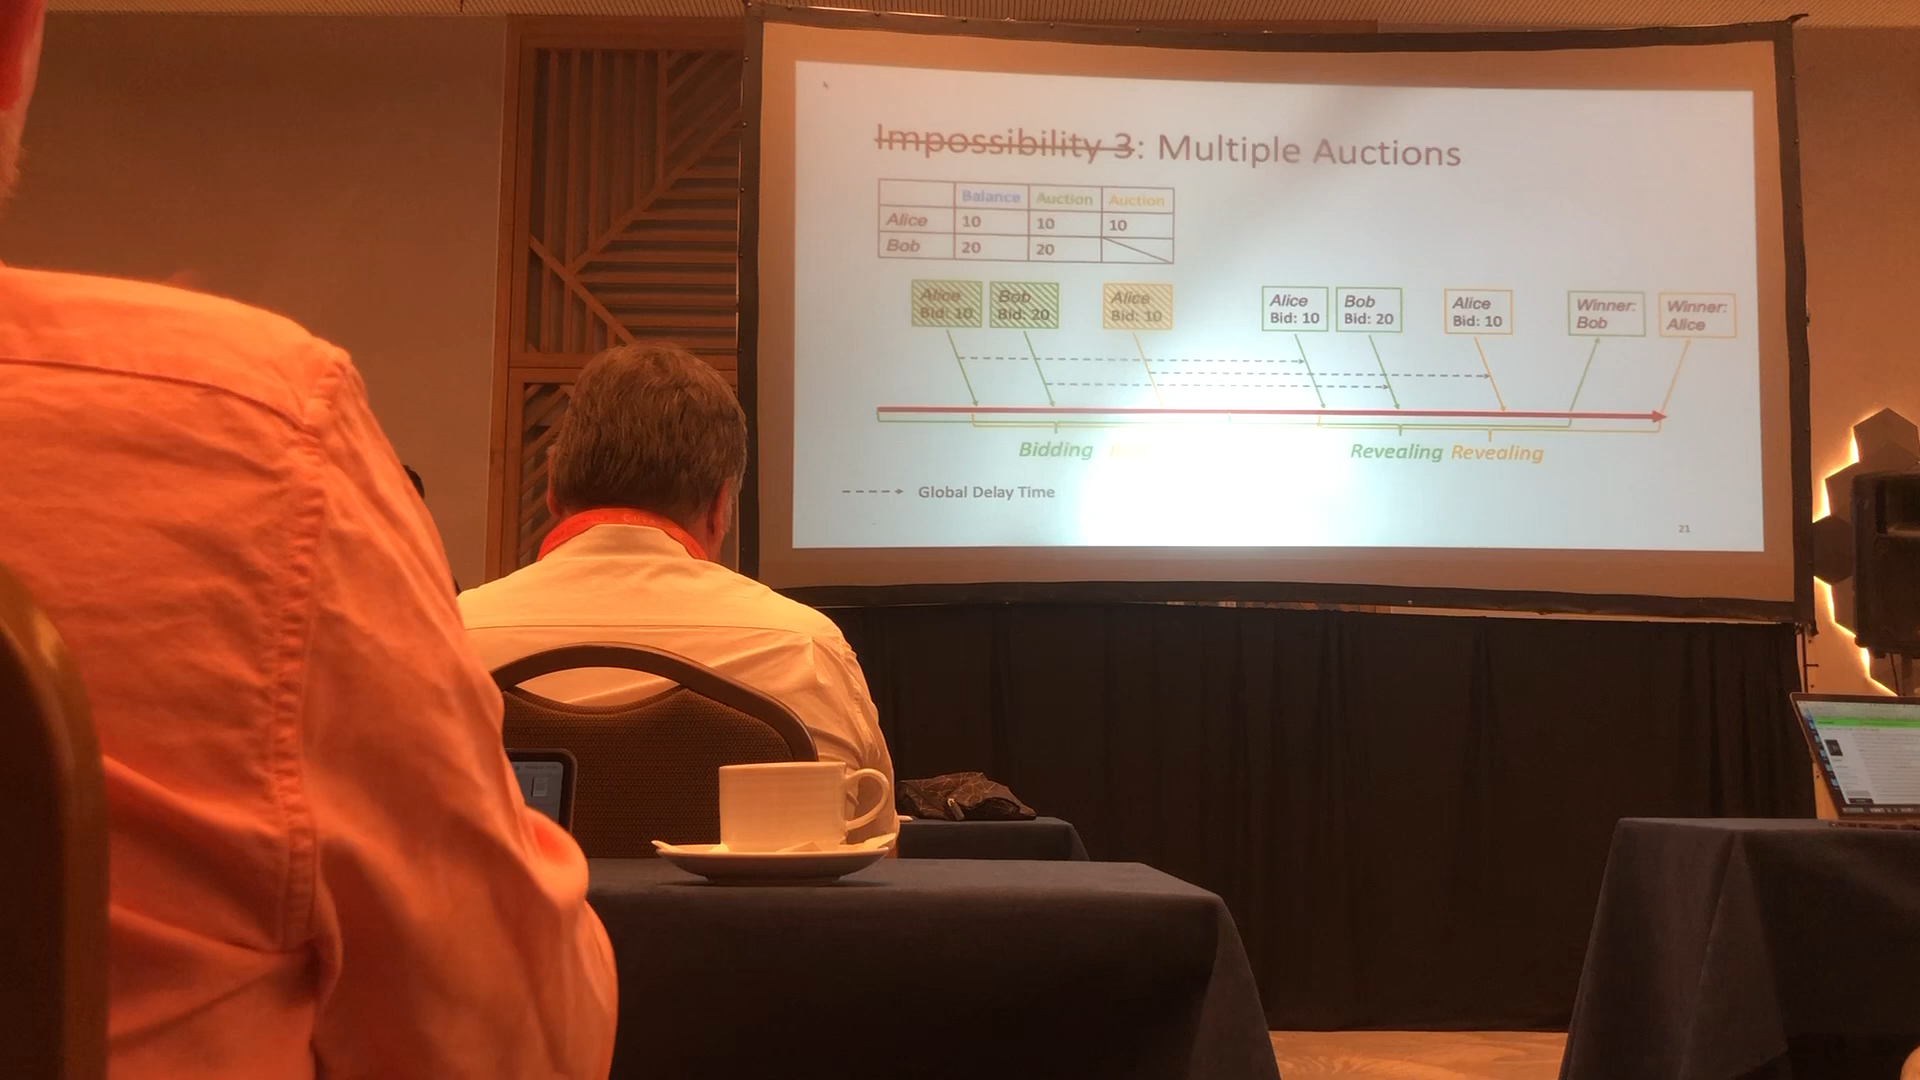 Impossibility 3: Multiple Auctions
Balance Auction Auction
Alice 10 10 10
Bob 20 20
Alice Bid: 10
Bob Bid: 20
Alice Bid: 10
Alice Bid: 10
Bob Bid: 20
Alice Bid: 10
Winner: Bob
Winner: Alice
Bidding
Revealing Revealing
Global Delay Time
21